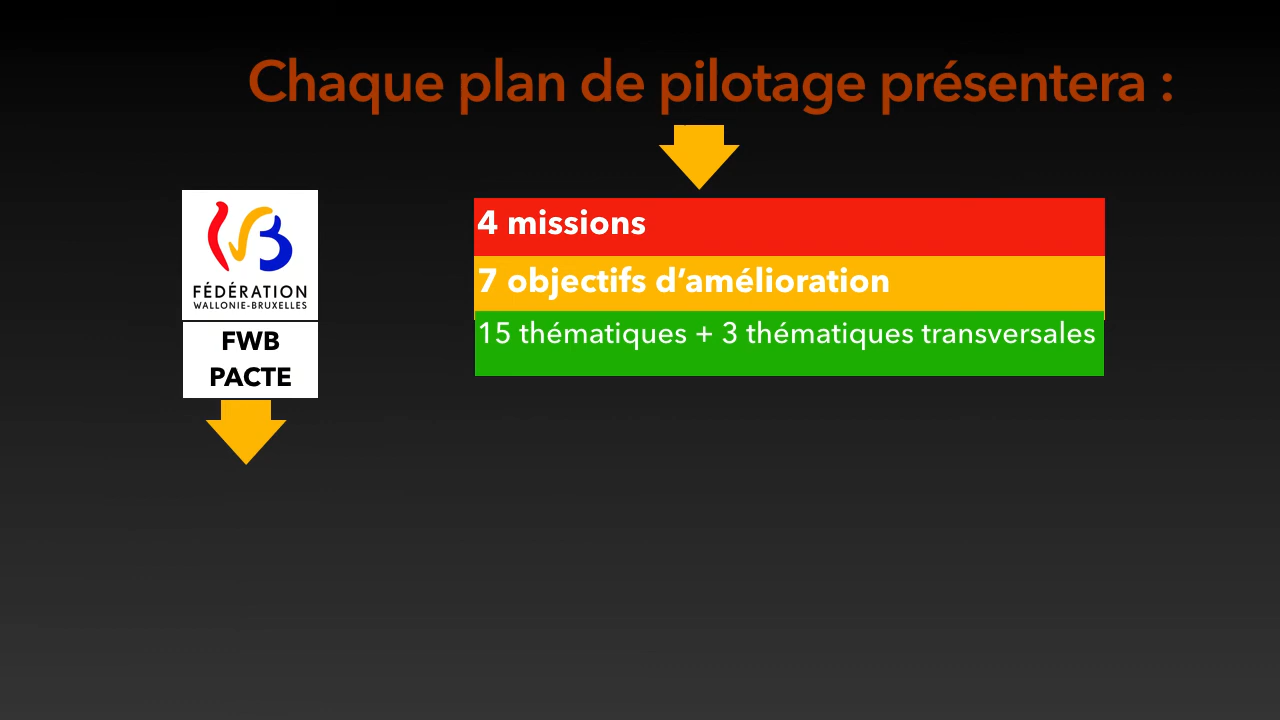 Chaque plan de pilotage présentera :
FÉDÉRATION
WALLONIE-BRUXELLES
FWB
PACTE
4 missions
7 objectifs d'amélioration
15 thématiques + 3 thématiques transversales